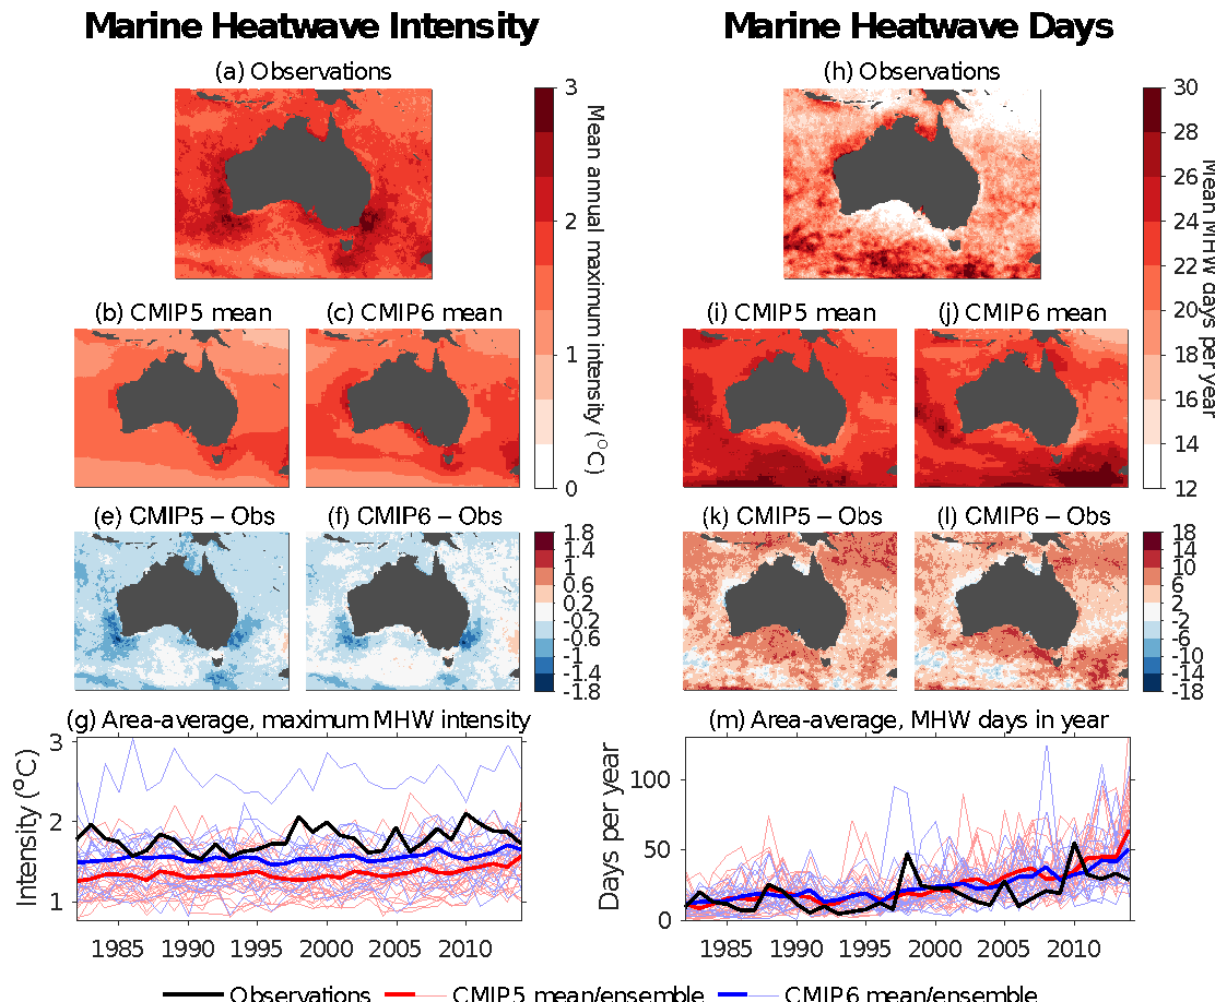 Marine Heatwave Intensity
Marine Heatwave Days
(a) Observations
(h) Observations
3
2
1
0
Mean annual maximum intensity (°C)
30
28
26
24
22
20
18
16
14
12
Mean MHW days per year
(b) CMIP5 mean
(c) CMIP6 mean
(i) CMIP5 mean
(j) CMIP6 mean
(e) CMIP5 – Obs
(f) CMIP6 – Obs
(k) CMIP5 – Obs
(l) CMIP6 – Obs
1.8
1.4
1
0.6
0.2
-0.2
-0.6
-1
-1.4
-1.8
18
14
10
6
2
-2
-6
-10
-14
-18
(g) Area-average, maximum MHW intensity
(m) Area-average, MHW days in year
Intensity (°C)
3
2
1
1985 1990 1995 2000 2005 2010
Days per year
100
50
0
1985 1990 1995 2000 2005 2010
Observations CMIP5 mean/ensemble CMIP6 mean/ensemble